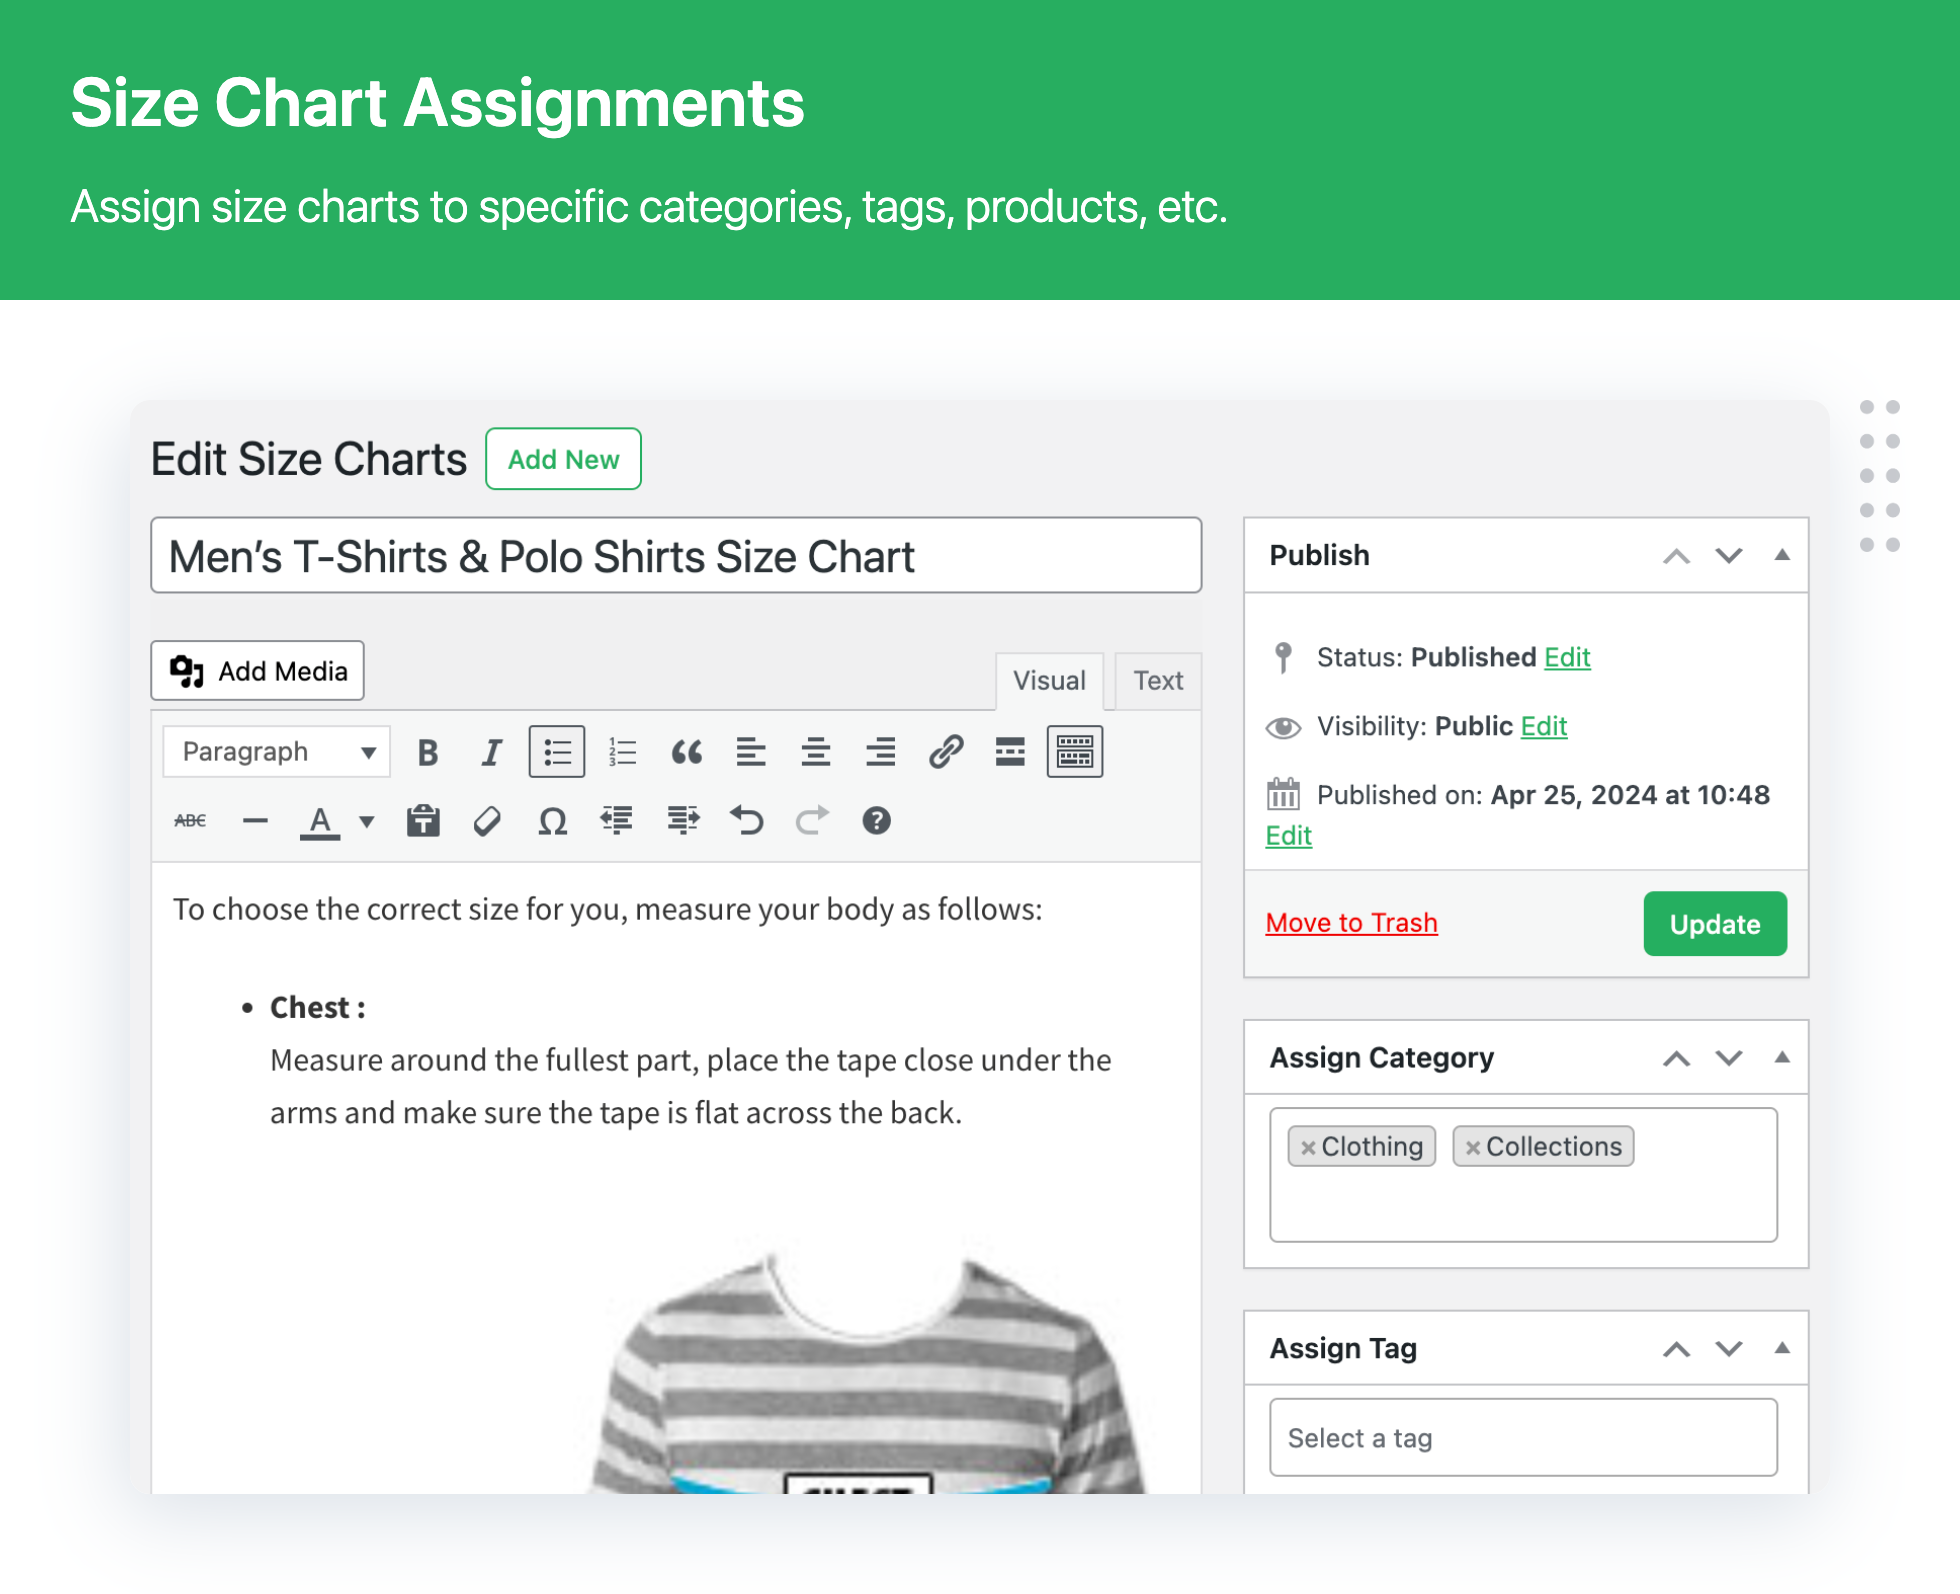 Size Chart Assignments
Assign size charts to specific categories, tags, products, etc.
Edit Size Charts
Add New
Men’s T-Shirts & Polo Shirts Size Chart
Add Media
Visual
Text
Paragraph
ABC
To choose the correct size for you, measure your body as follows:
• Chest :
Measure around the fullest part, place the tape close under the
arms and make sure the tape is flat across the back.
Publish
Status: Published Edit
Visibility: Public Edit
Published on: Apr 25, 2024 at 10:48
Edit
Move to Trash
Update
Assign Category
×Clothing ×Collections
Assign Tag
Select a tag